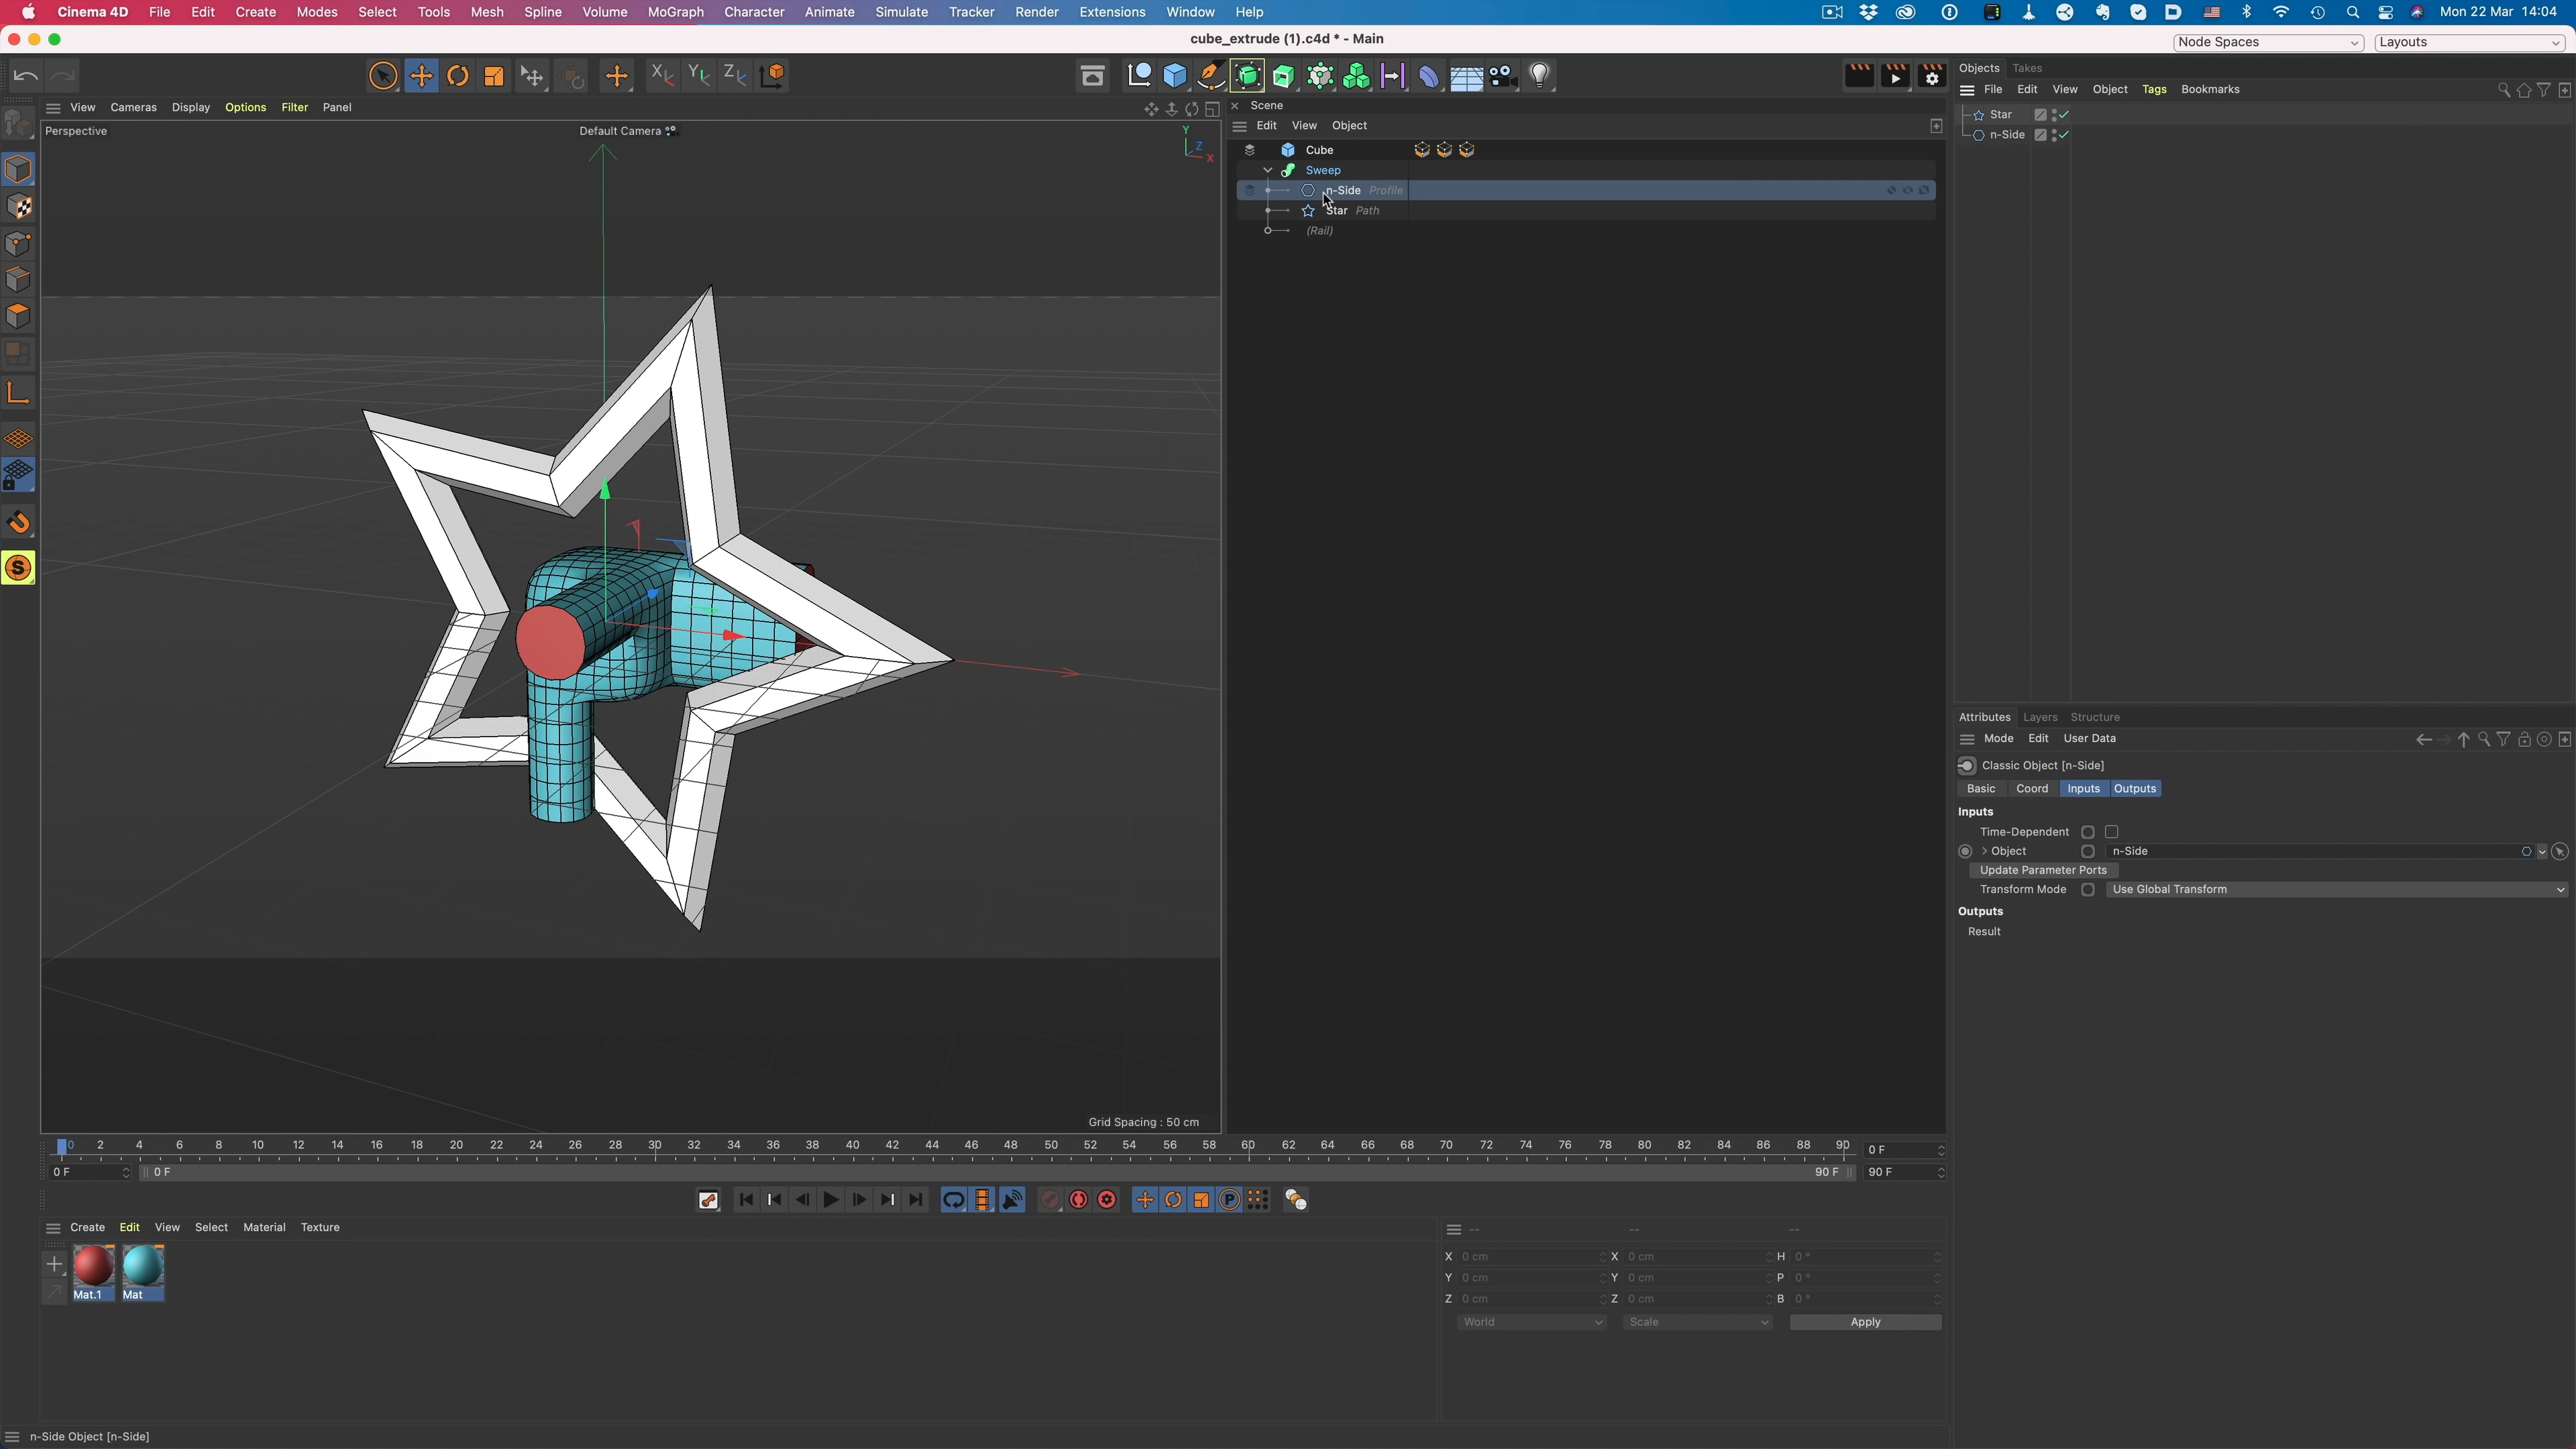 Cinema 4D File Edit Create Modes Select Tools Mesh Spline Volume MoGraph Character Animate Simulate Tracker Render Extensions Window Help Mon 22 Mar 14:04
cube_extrude (1).c4d * - Main
Node Spaces Layouts
X Y Z
Objects Takes
File Edit View Object Tags Bookmarks
Star
n-Side
View Cameras Display Options Filter Panel
Perspective
Default Camera
Y
Z
X
Scene
Edit View Object
Cube
Sweep
n-Side Profile
Star Path
(Rail)
S
Grid Spacing : 50 cm
Attributes Layers Structure
Mode Edit User Data
Classic Object [n-Side]
Basic Coord Inputs Outputs
Inputs
Time-Dependent
Object n-Side
Update Parameter Ports
Transform Mode Use Global Transform
Outputs
Result
0 2 4 6 8 10 12 14 16 18 20 22 24 26 28 30 32 34 36 38 40 42 44 46 48 50 52 54 56 58 60 62 64 66 68 70 72 74 76 78 80 82 84 86 88 90 0 F
0 F 0 F 90 F 90 F
P
Create Edit View Select Material Texture
Mat.1 Mat
-- -- --
X 0 cm X 0 cm H 0 °
Y 0 cm Y 0 cm P 0 °
Z 0 cm Z 0 cm B 0 °
World Scale Apply
n-Side Object [n-Side]